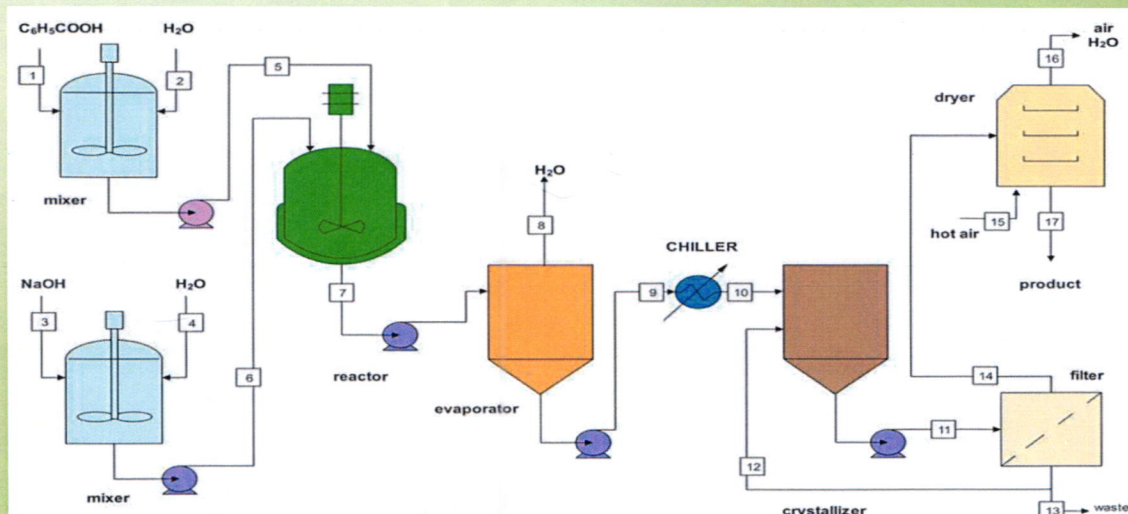 C₆H₅COOH
H₂O
1
2
mixer
5
NaOH
H₂O
3
4
mixer
6
7
reactor
H₂O
8
evaporator
9
CHILLER
10
crystallizer
11
12
13
waste
filter
14
dryer
air
H₂O
16
hot air
15
17
product